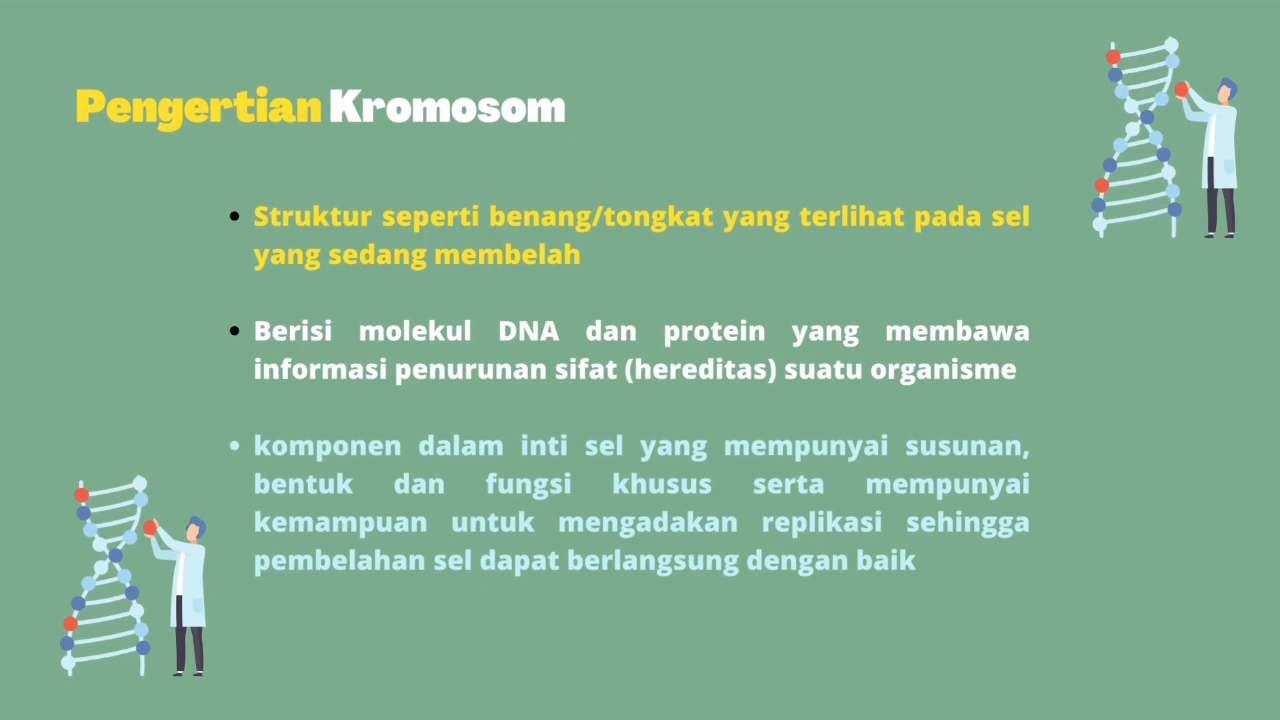 Pengertian Kromosom
Struktur seperti benang/tongkat yang terlihat pada sel
yang sedang membelah
Berisi molekul DNA dan protein yang membawa
informasi penurunan sifat (hereditas) suatu organisme
komponen dalam inti sel yang mempunyai susunan,
bentuk dan fungsi khusus serta mempunyai
kemampuan untuk mengadakan replikasi sehingga
pembelahan sel dapat berlangsung dengan baik